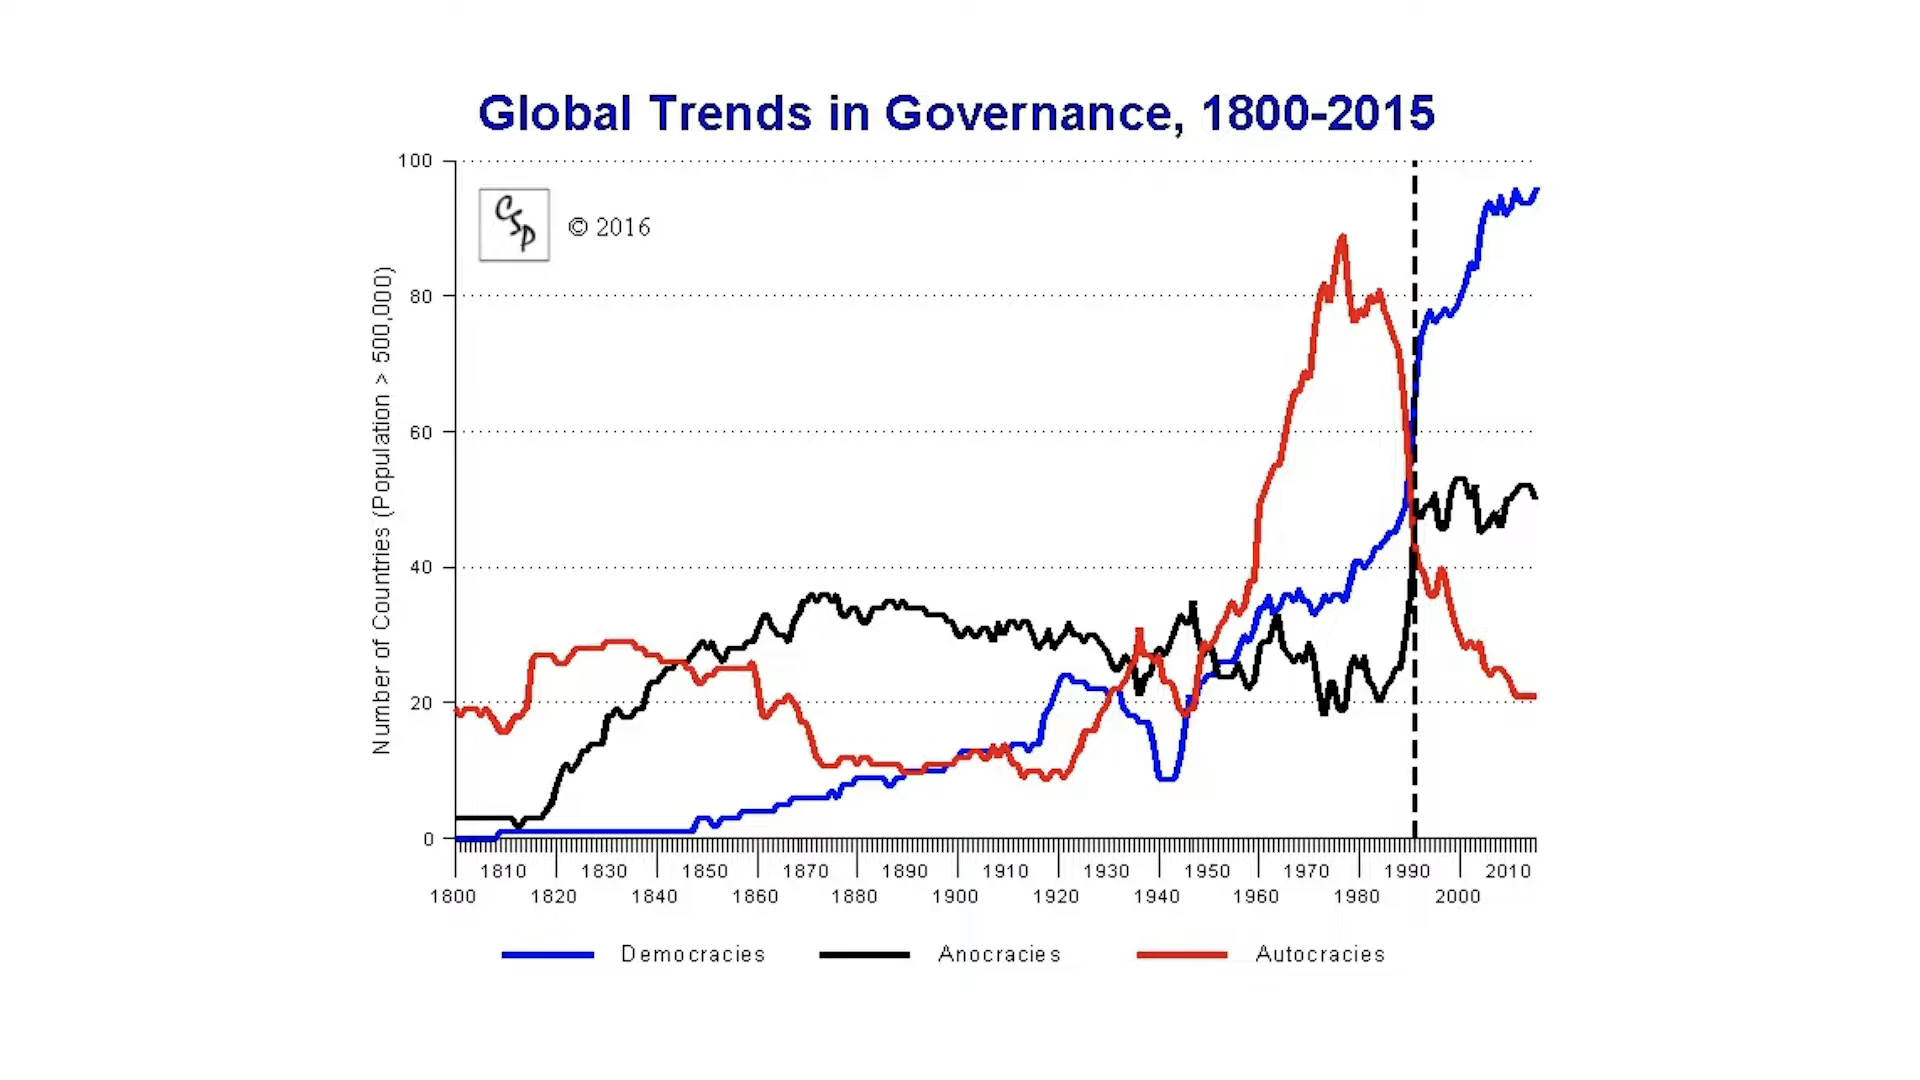 Global Trends in Governance, 1800-2015
CSP
© 2016
Number of Countries (Population > 500,000)
100
80
60
40
20
0
1810 1830 1850 1870 1890 1910 1930 1950 1970 1990 2010
1800 1820 1840 1860 1880 1900 1920 1940 1960 1980 2000
Democracies Anocracies Autocracies